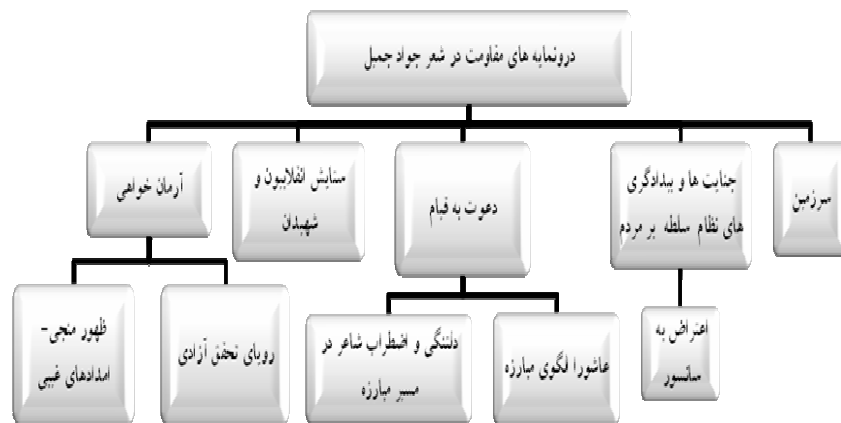 درونمایه های مقاومت در شعر جواد جمیل
سرزمین
جنایت ها و بیدادگری
های نظام سلطه بر مردم
دعوت به قیام
ستایش انقلابیون و
شهیدان
آرمان خواهی
اعتراض به
سانسور
عاشورا الگوی مبارزه
دلتنگی و اضطراب شاعر در
مسیر مبارزه
رویای تحقق آزادی
ظهور منجی-
امدادهای غیبی